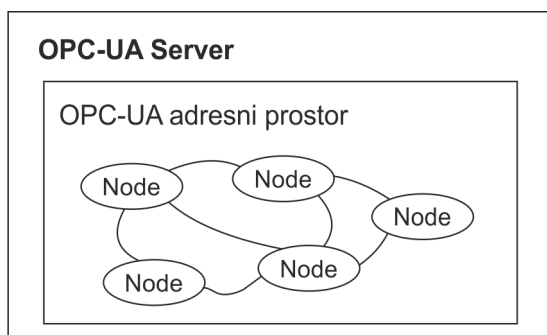 OPC-UA Server
OPC-UA adresni prostor
Node
Node
Node
Node
Node